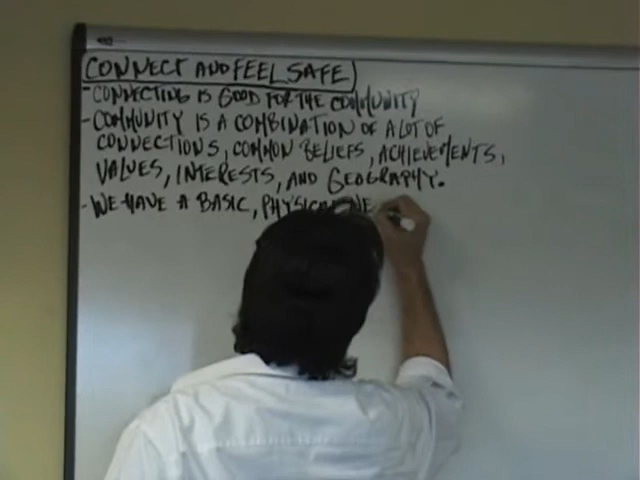 CONNECT AND FEEL SAFE
- CONNECTING IS GOOD FOR THE COMMUNITY
- COMMUNITY IS A COMBINATION OF A LOT OF
CONNECTIONS, COMMON BELIEFS, ACHIEVEMENTS,
VALUES, INTERESTS, AND GEOGRAPHY.
- WE HAVE A BASIC,